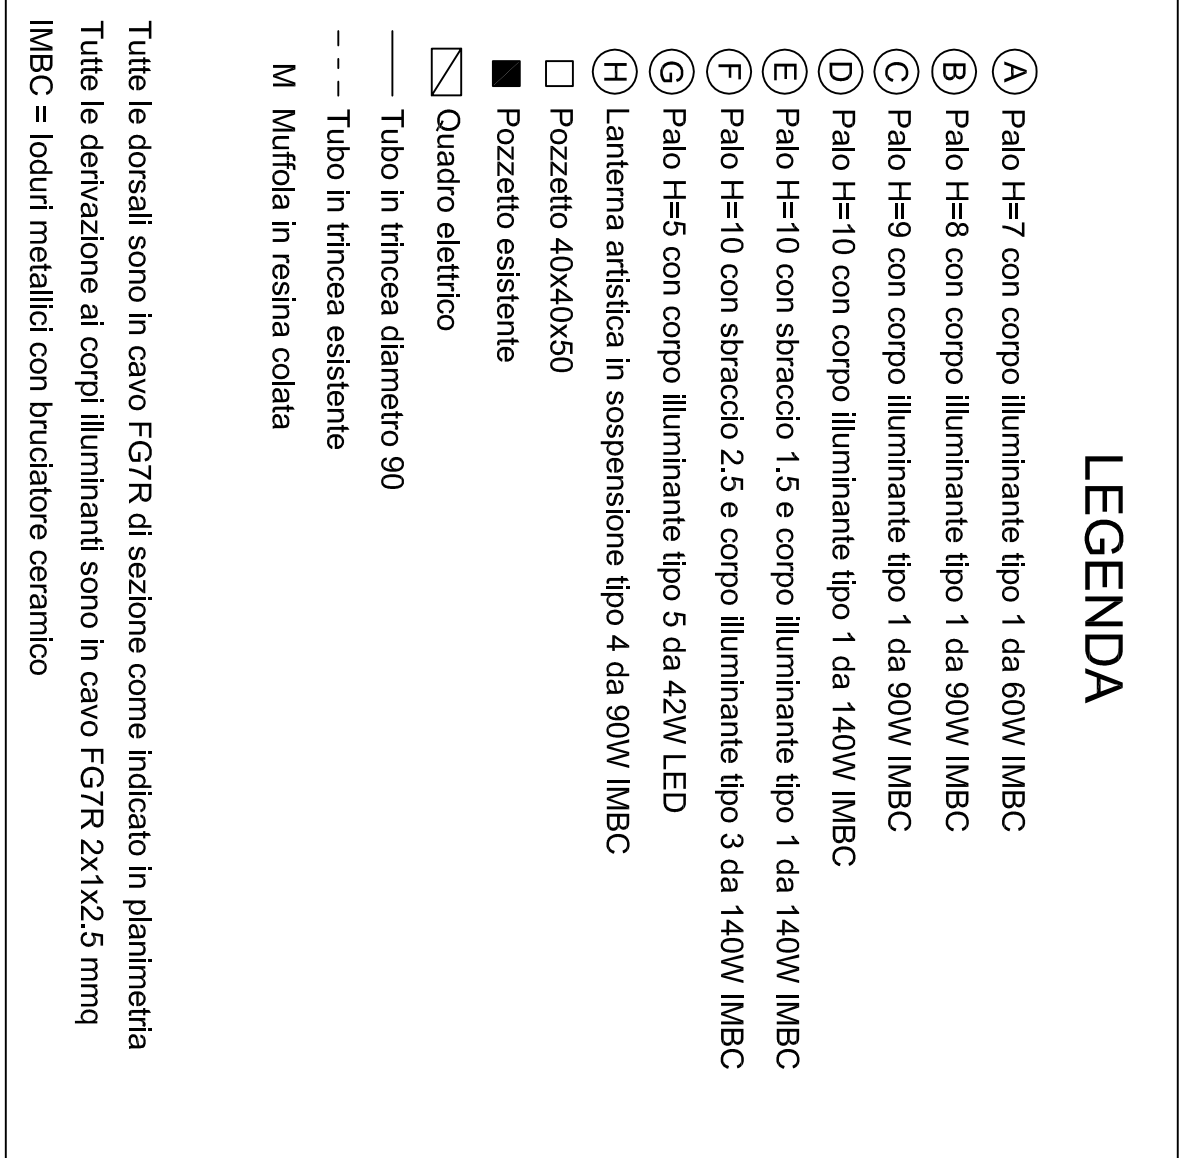 LEGENDA
A Palo H=7 con corpo illuminante tipo 1 da 60W IMBC
B Palo H=8 con corpo illuminante tipo 1 da 90W IMBC
C Palo H=9 con corpo illuminante tipo 1 da 90W IMBC
D Palo H=10 con corpo illuminante tipo 1 da 140W IMBC
E Palo H=10 con sbraccio 1.5 e corpo illuminante tipo 1 da 140W IMBC
F Palo H=10 con sbraccio 2.5 e corpo illuminante tipo 3 da 140W IMBC
G Palo H=5 con corpo illuminante tipo 5 da 42W LED
H Lanterna artistica in sospensione tipo 4 da 90W IMBC
Pozzetto 40x40x50
Pozzetto esistente
Quadro elettrico
Tubo in trincea diametro 90
Tubo in trincea esistente
M Muffola in resina colata
Tutte le dorsali sono in cavo FG7R di sezione come indicato in planimetria
Tutte le derivazione ai corpi illuminanti sono in cavo FG7R 2x1x2.5 mmq
IMBC = Ioduri metallici con bruciatore ceramico